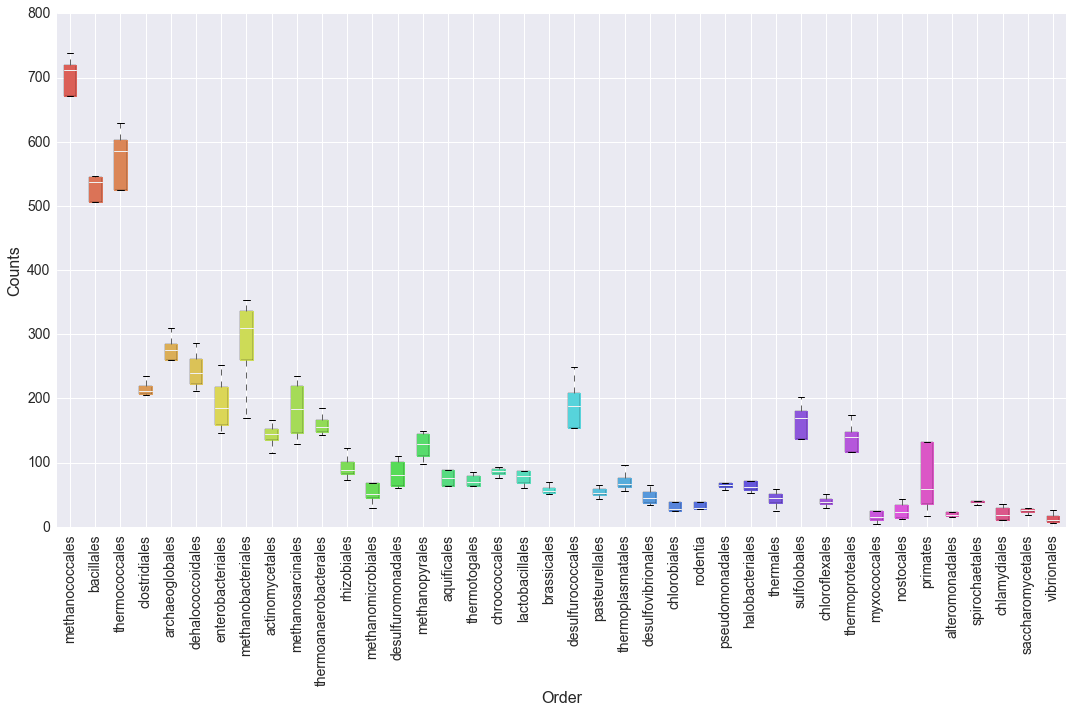 800
700
600
500
400
300
200
100
0
Counts
methanococcales
bacillales
thermococcales
clostridiales
archaeoglobales
dehalococcoidales
enterobacteriales
methanobacteriales
actinomycetales
methanosarcinales
thermoanaerobacterales
rhizobiales
methanomicrobiales
desulfuromonadales
methanopyrales
aquificales
thermotogales
chroococcales
lactobacillales
brassicales
desulfurococcales
pasteurellales
thermoplasmatales
desulfovibrionales
chlorobiales
rodentia
pseudomonadales
halobacteriales
thermales
sulfolobales
chloroflexales
thermoproteales
myxococcales
nostocales
primates
alteromonadales
spirochaetales
chlamydiales
saccharomycetales
vibrionales
Order